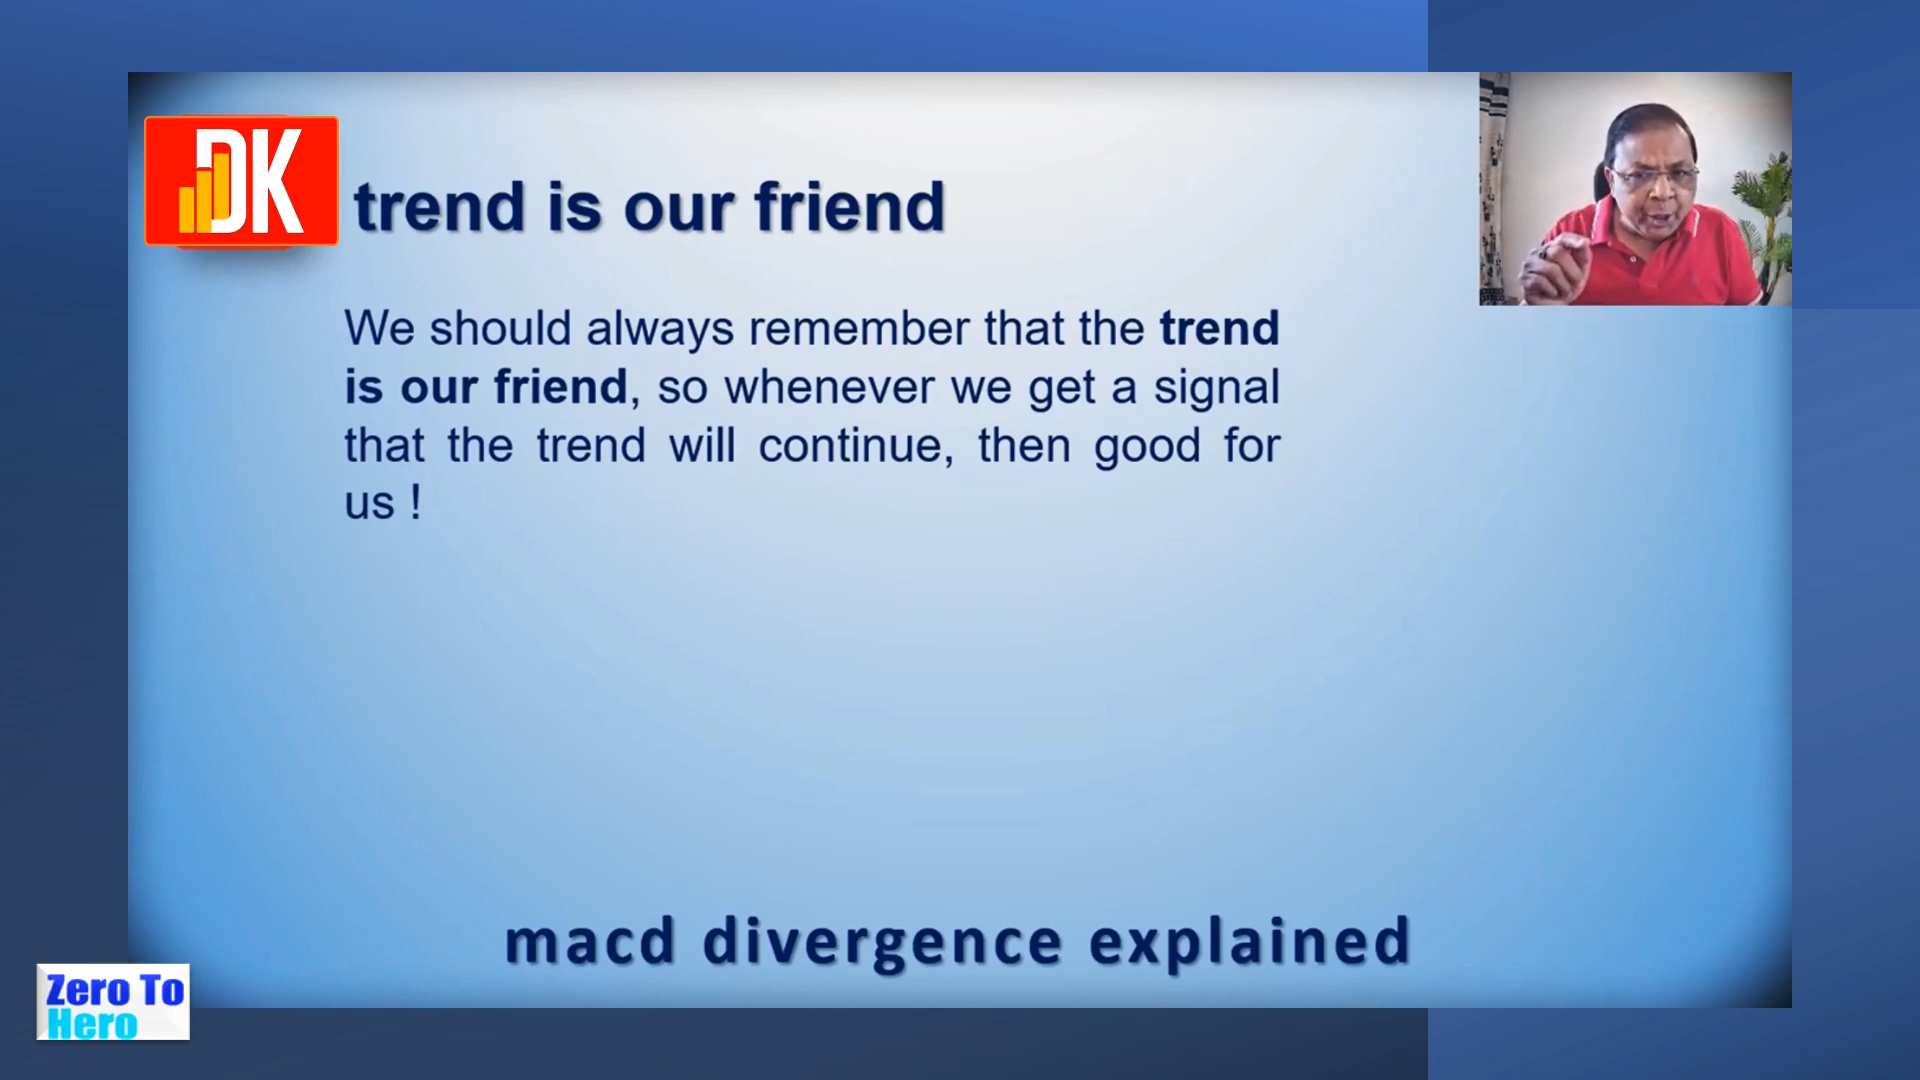 DK
trend is our friend
We should always remember that the trend
is our friend, so whenever we get a signal
that the trend will continue, then good for
us !
macd divergence explained
Zero To
Hero